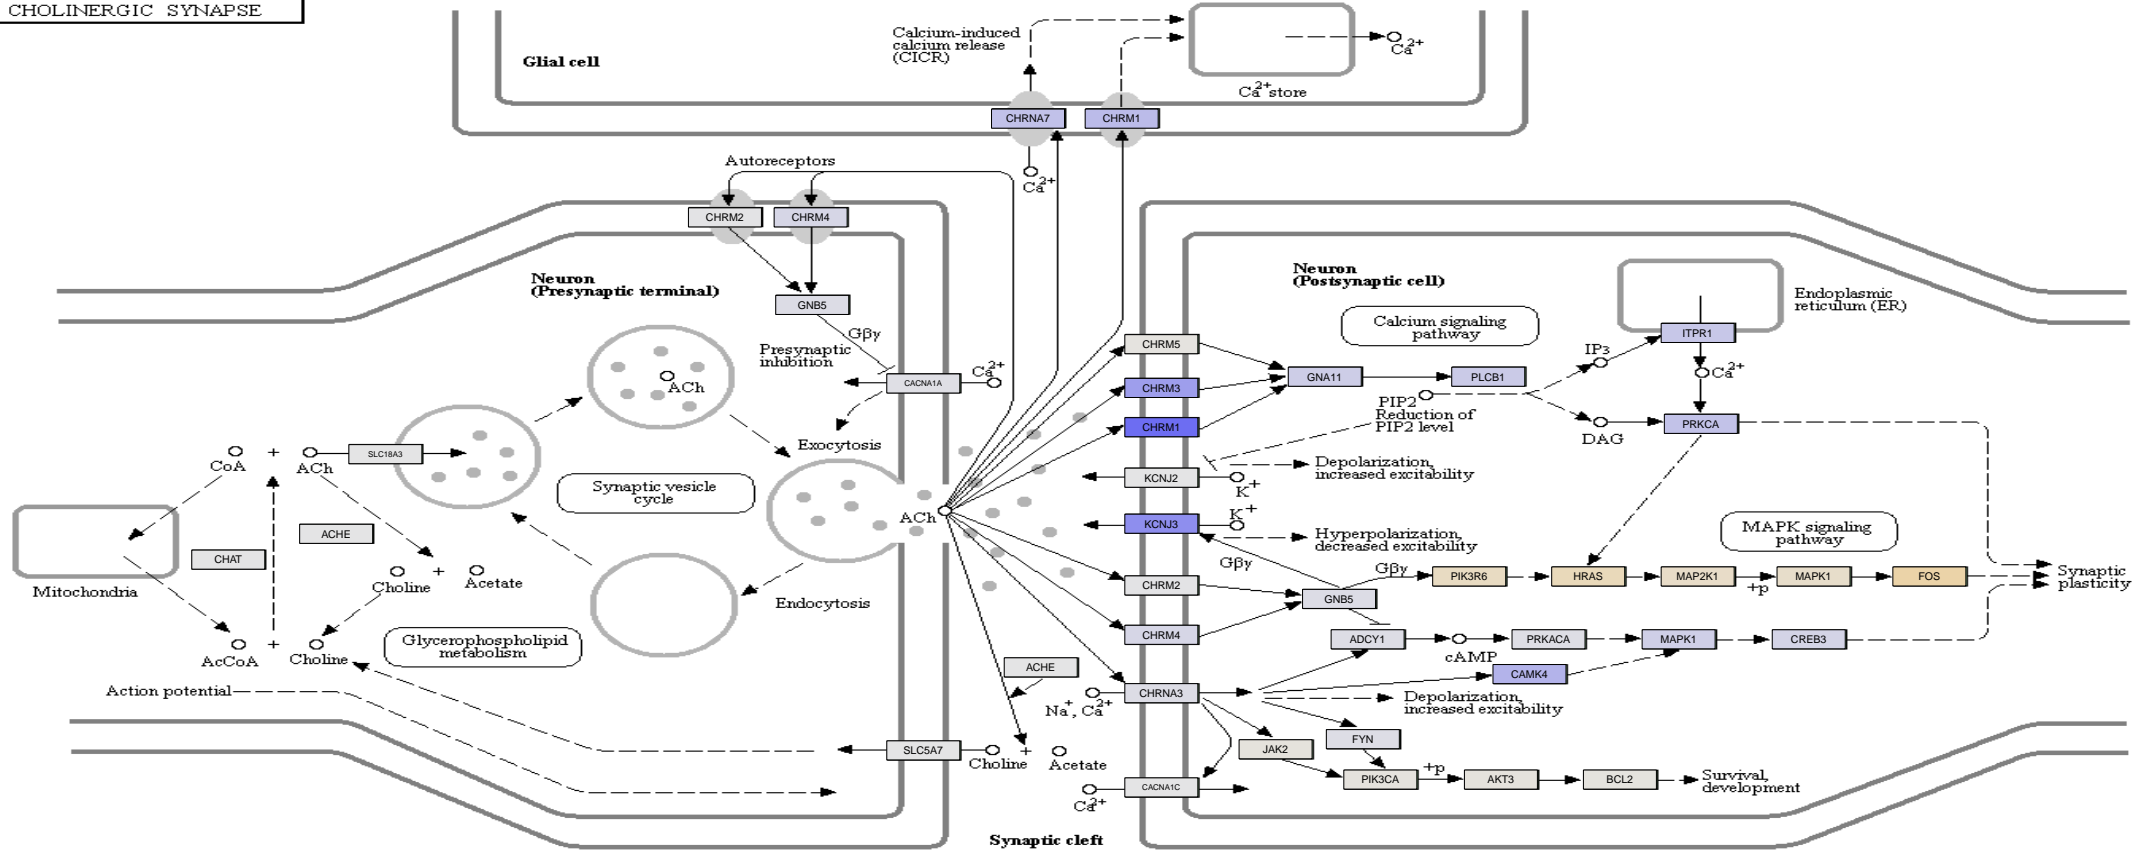 CHOLINERGIC SYNAPSE
Glial cell
Calcium-induced
calcium release
(CICR)
Ca2+
Ca2+ store
CHRNA7
CHRM1
Ca2+
Autoreceptors
CHRM2
CHRM4
Neuron
(Presynaptic terminal)
GNB5
Gβγ
Presynaptic
inhibition
CACNA1A
Ca2+
Exocytosis
ACh
CoA
+
ACh
SLC18A3
Synaptic vesicle
cycle
ACh
ACHE
CHAT
Mitochondria
Choline
+
Acetate
Endocytosis
AcCoA
+
Choline
Glycerophospholipid
metabolism
Action potential
SLC5A7
Choline
+
Acetate
ACHE
Na+, Ca2+
Ca2+
Synaptic cleft
Neuron
(Postsynaptic cell)
Calcium signaling
pathway
Endoplasmic
reticulum (ER)
ITPR1
IP3
Ca2+
CHRM5
CHRM3
GNA11
PLCB1
PIP2
Reduction of
PIP2 level
DAG
PRKCA
CHRM1
KCNJ2
K+
Depolarization,
increased excitability
KCNJ3
K+
Hyperpolarization,
decreased excitability
MAPK signaling
pathway
Gβγ
Gβγ
CHRM2
GNB5
PIK3R6
HRAS
MAP2K1
+p
MAPK1
FOS
Synaptic
plasticity
CHRM4
ADCY1
cAMP
PRKACA
MAPK1
CREB3
CAMK4
CHRNA3
Depolarization,
increased excitability
JAK2
FYN
PIK3CA
+p
AKT3
BCL2
Survival,
development
CACNA1C